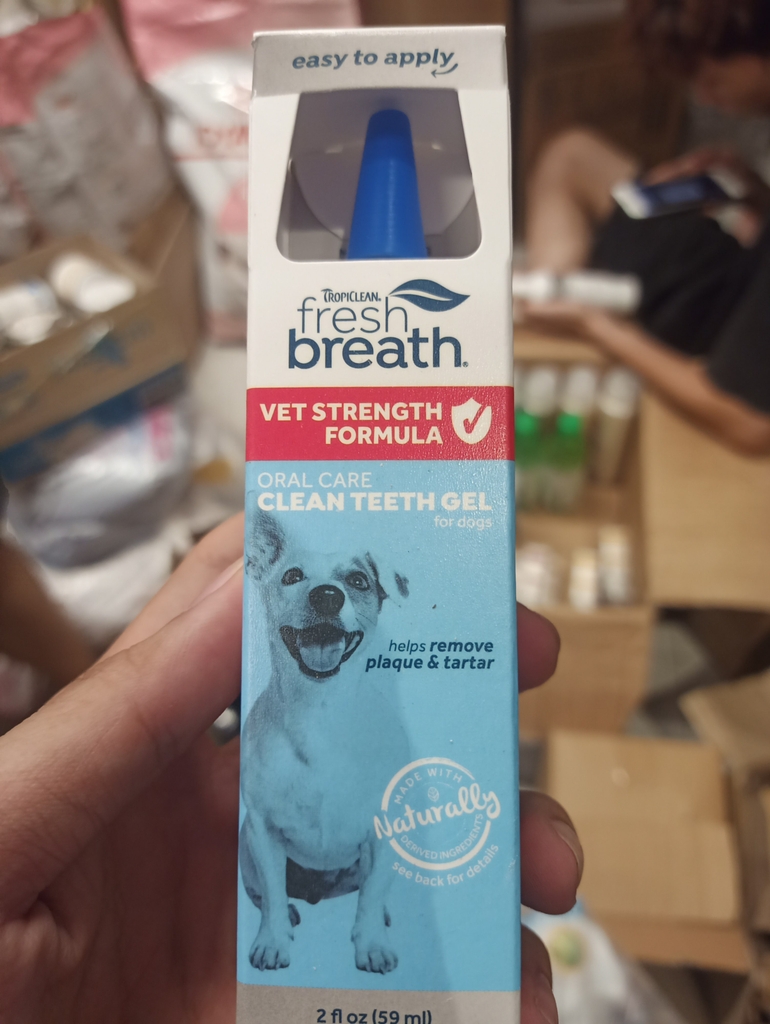 easy to apply
TROPICLEAN.
fresh
breath.
VET STRENGTH
FORMULA
ORAL CARE
CLEAN TEETH GEL
for dogs
helps remove
plaque & tartar
MADE WITH
Naturally
DERIVED INGREDIENTS
see back for details
2 fl oz (59 ml)